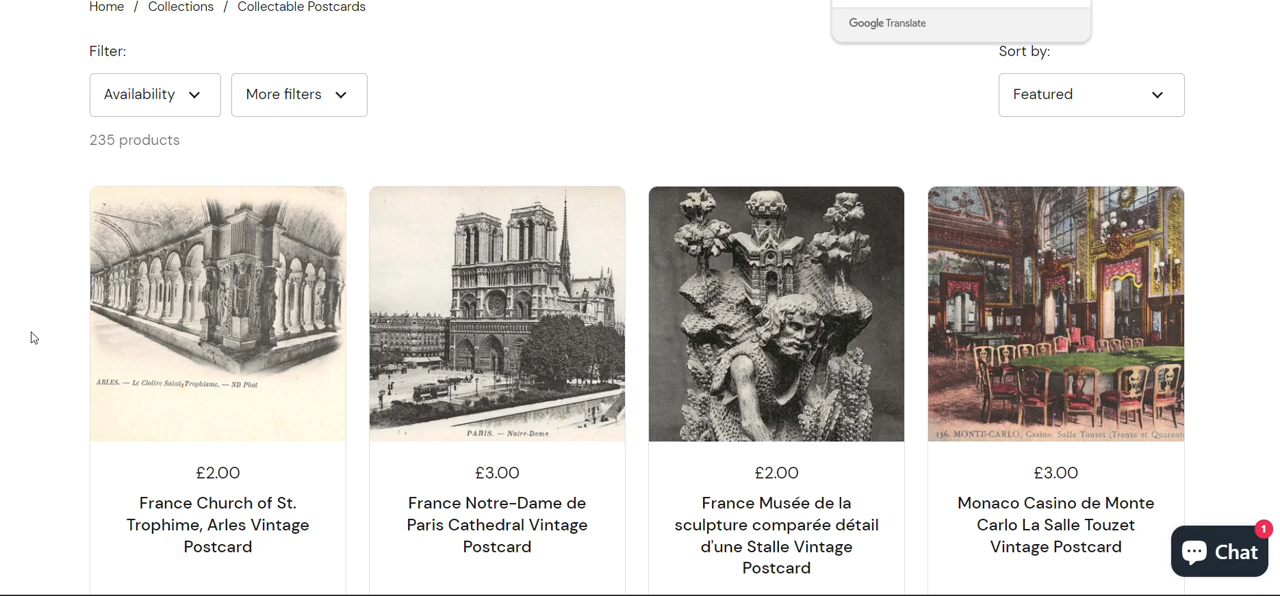 Home / Collections / Collectable Postcards
Google Translate
Filter:
Sort by:
Availability
More filters
Featured
235 products
ARLES. — Le Cloître Saint-Trophisme. — ND Phot
PARIS. — Notre-Dame.
156. MONTE-CARLO, Casino, Salle Touzet (Trente et Quarante
£2.00
France Church of St.
Trophime, Arles Vintage
Postcard
£3.00
France Notre-Dame de
Paris Cathedral Vintage
Postcard
£2.00
France Musée de la
sculpture comparée détail
d'une Stalle Vintage
Postcard
£3.00
Monaco Casino de Monte
Carlo La Salle Touzet
Vintage Postcard
1
Chat